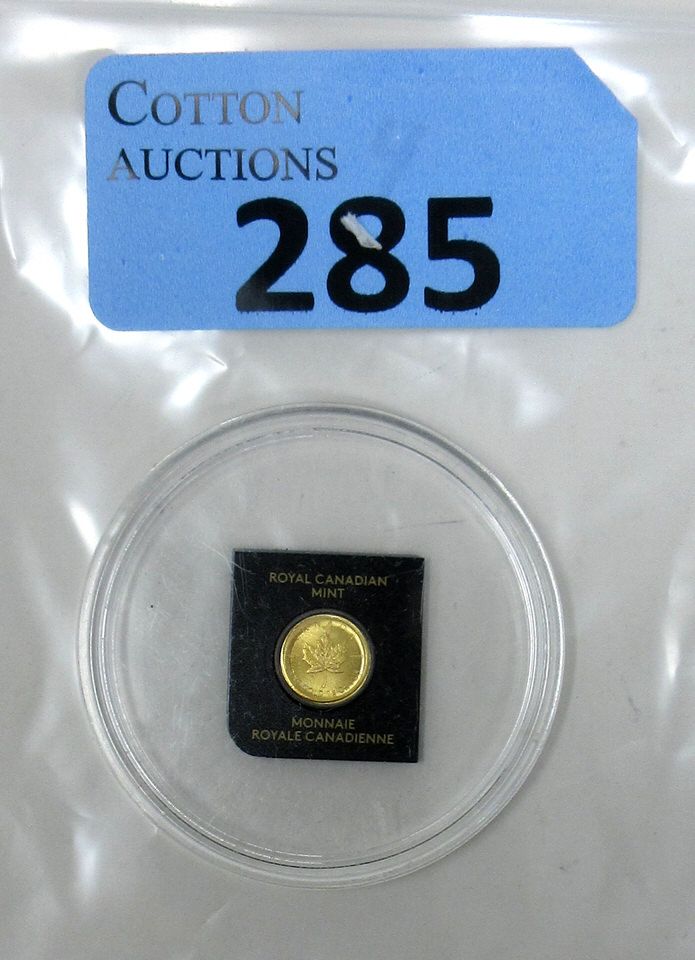 COTTON
AUCTIONS
285
ROYAL CANADIAN
MINT
MONNAIE
ROYALE CANADIENNE